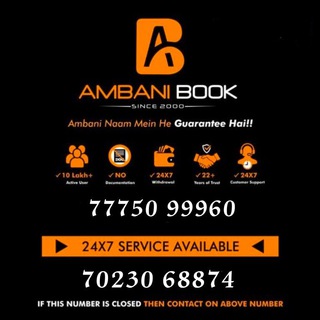 AB
AMBANI BOOK
SINCE 2000
Ambani Naam Mein He Guarantee Hai!!
✓ 10 Lakh+ ✓ NO ✓ 24X7 ✓ 22+ ✓ 24X7
Active User Documentation Withdrawal Years of Trust Customer Support
77750 99960
24X7 SERVICE AVAILABLE
70230 68874
IF THIS NUMBER IS CLOSED THEN CONTACT ON ABOVE NUMBER